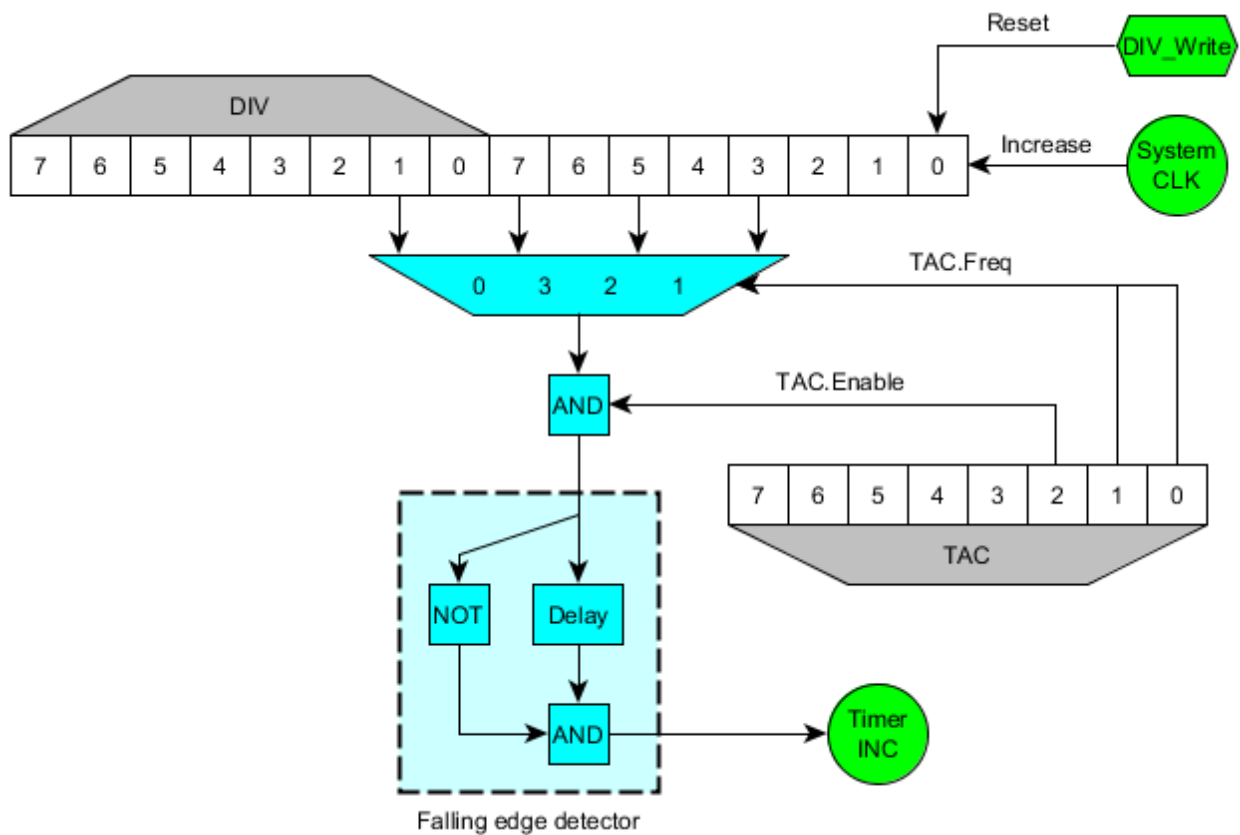 Reset
DIV_Write
DIV
7 6 5 4 3 2 1 0 7 6 5 4 3 2 1 0
Increase
System
CLK
TAC.Freq
0 3 2 1
TAC.Enable
AND
7 6 5 4 3 2 1 0
TAC
NOT
Delay
AND
Timer
INC
Falling edge detector